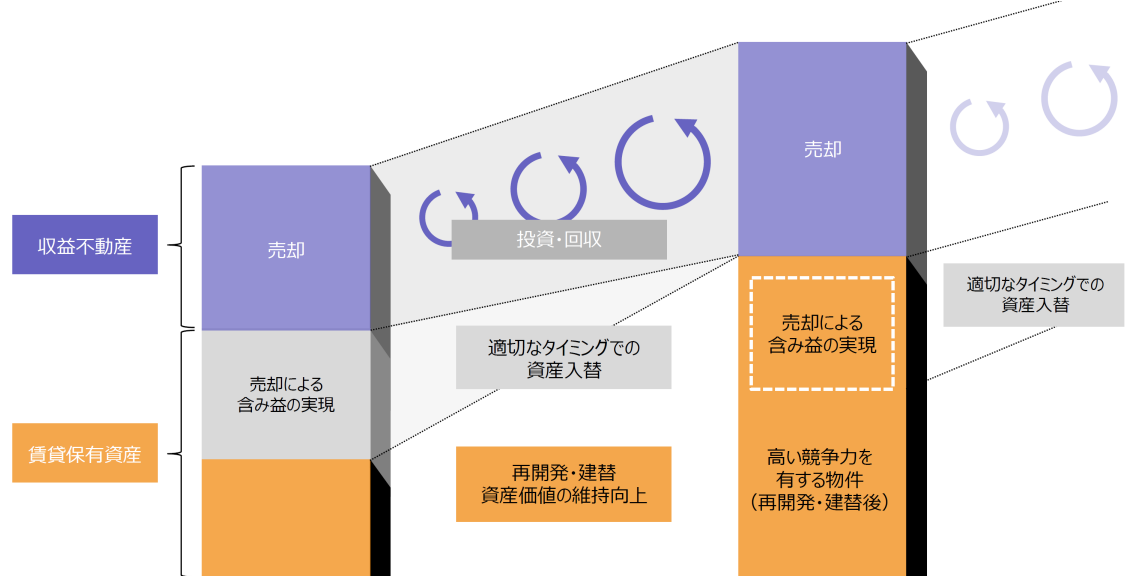 収益不動産
賃貸保有資産
売却
売却による
含み益の実現
投資・回収
適切なタイミングでの
資産入替
再開発・建替
資産価値の維持向上
売却
売却による
含み益の実現
高い競争力を
有する物件
（再開発・建替後）
適切なタイミングでの
資産入替